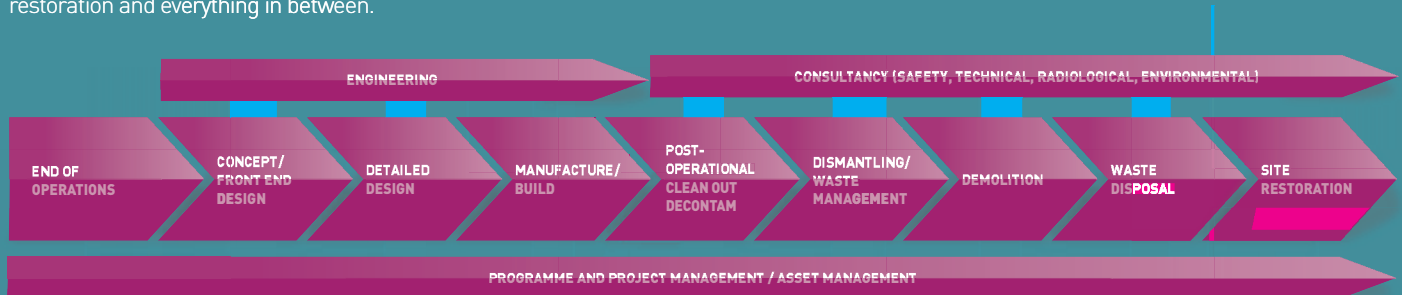 restoration and everything in between.
ENGINEERING
CONSULTANCY (SAFETY, TECHNICAL, RADIOLOGICAL, ENVIRONMENTAL)
END OF
OPERATIONS
CONCEPT/
FRONT END
DESIGN
DETAILED
DESIGN
MANUFACTURE/
BUILD
POST-
OPERATIONAL
CLEAN OUT
DECONTAM
DISMANTLING/
WASTE
MANAGEMENT
DEMOLITION
WASTE
DISPOSAL
SITE
RESTORATION
PROGRAMME AND PROJECT MANAGEMENT / ASSET MANAGEMENT